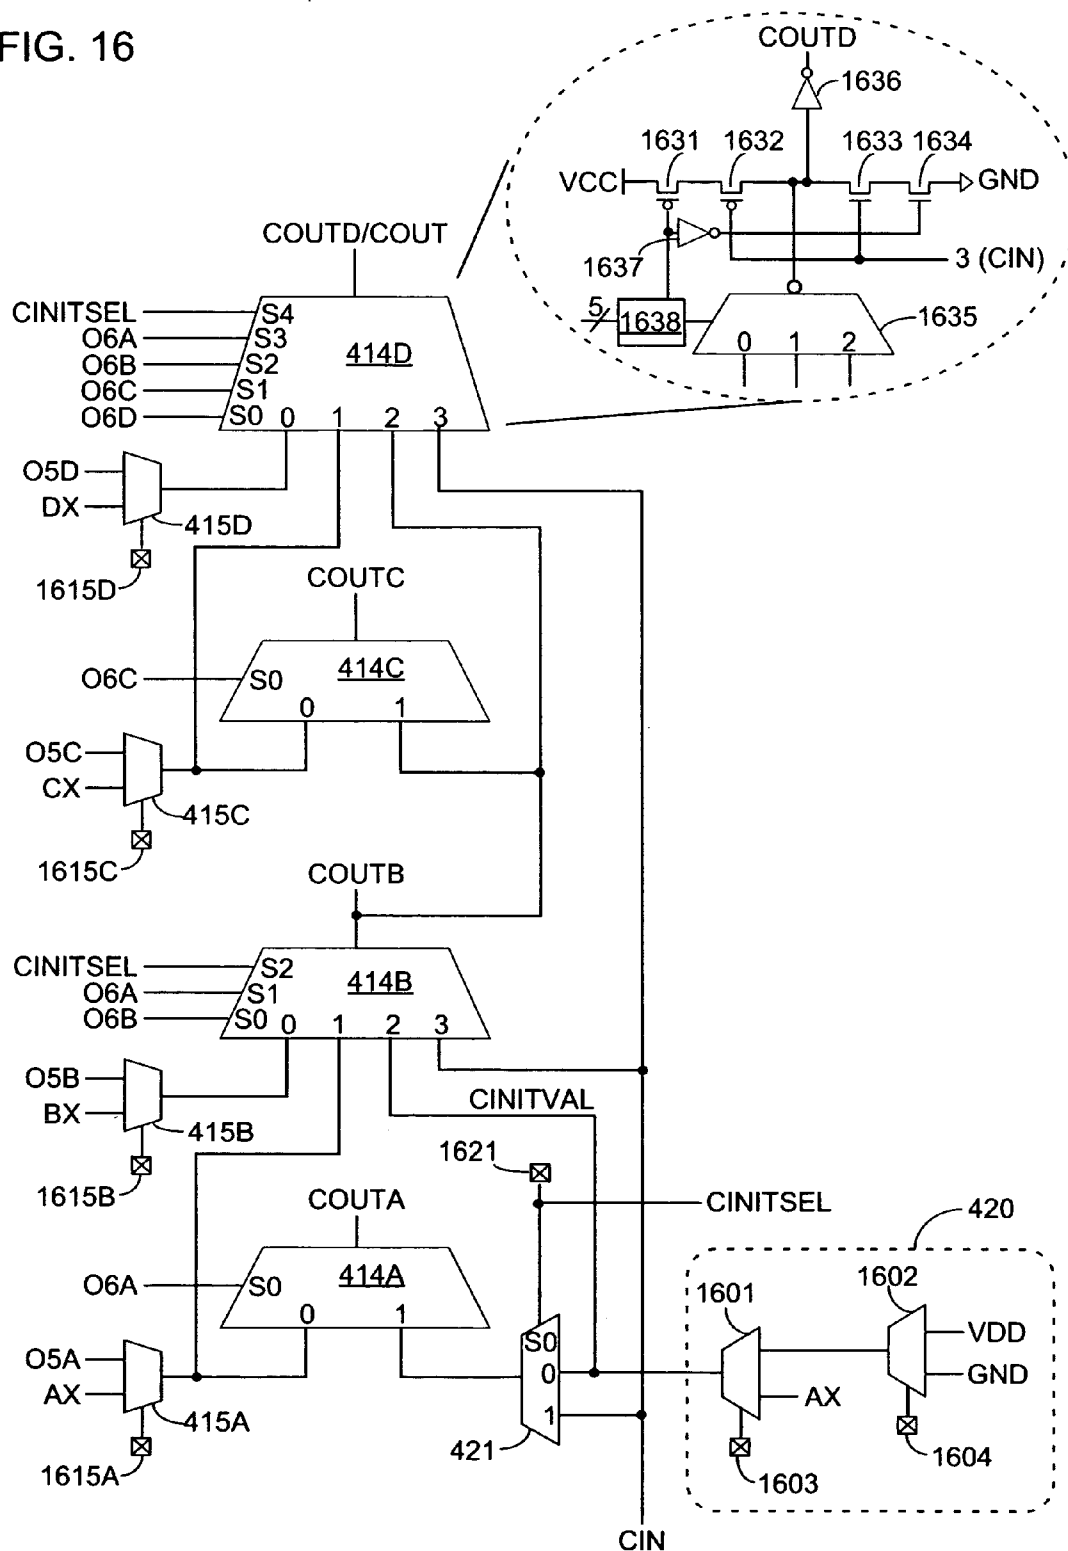 FIG. 16
COUTD
1636
1631 1632 1633 1634
VCC GND
1637 3 (CIN)
5 1638 1635
0 1 2
COUTD/COUT
CINITSEL S4
O6A S3
O6B S2 414D
O6C S1
O6D S0 0 1 2 3
O5D
DX 415D
1615D
COUTC
O6C S0 414C
0 1
O5C
CX 415C
1615C
COUTB
CINITSEL S2
O6A S1 414B
O6B S0 0 1 2 3
O5B CINITVAL
BX 415B
1621
1615B
COUTA CINITSEL 420
O6A S0 414A 1601 1602
0 1 S0 VDD
O5A 0 GND
AX 415A 1 AX
421 1604
1615A 1603
CIN